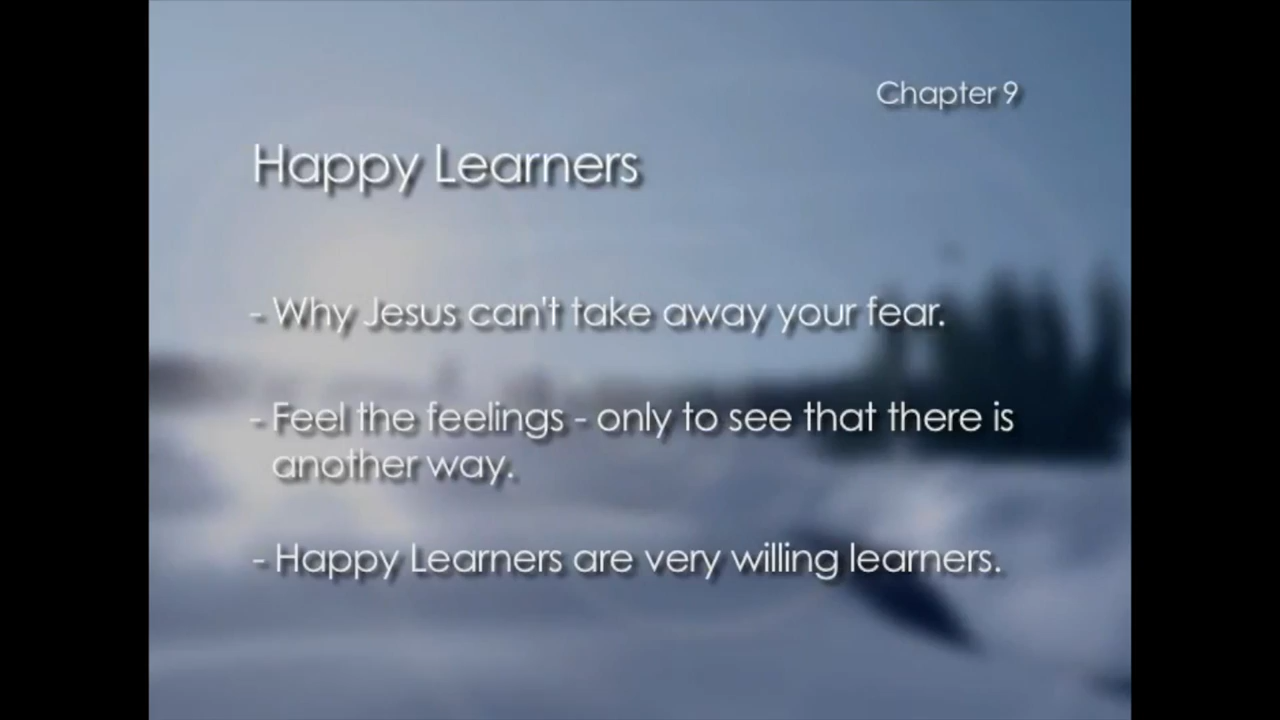 Chapter 9
Happy Learners
- Why Jesus can't take away your fear.
- Feel the feelings - only to see that there is
another way.
- Happy Learners are very willing learners.